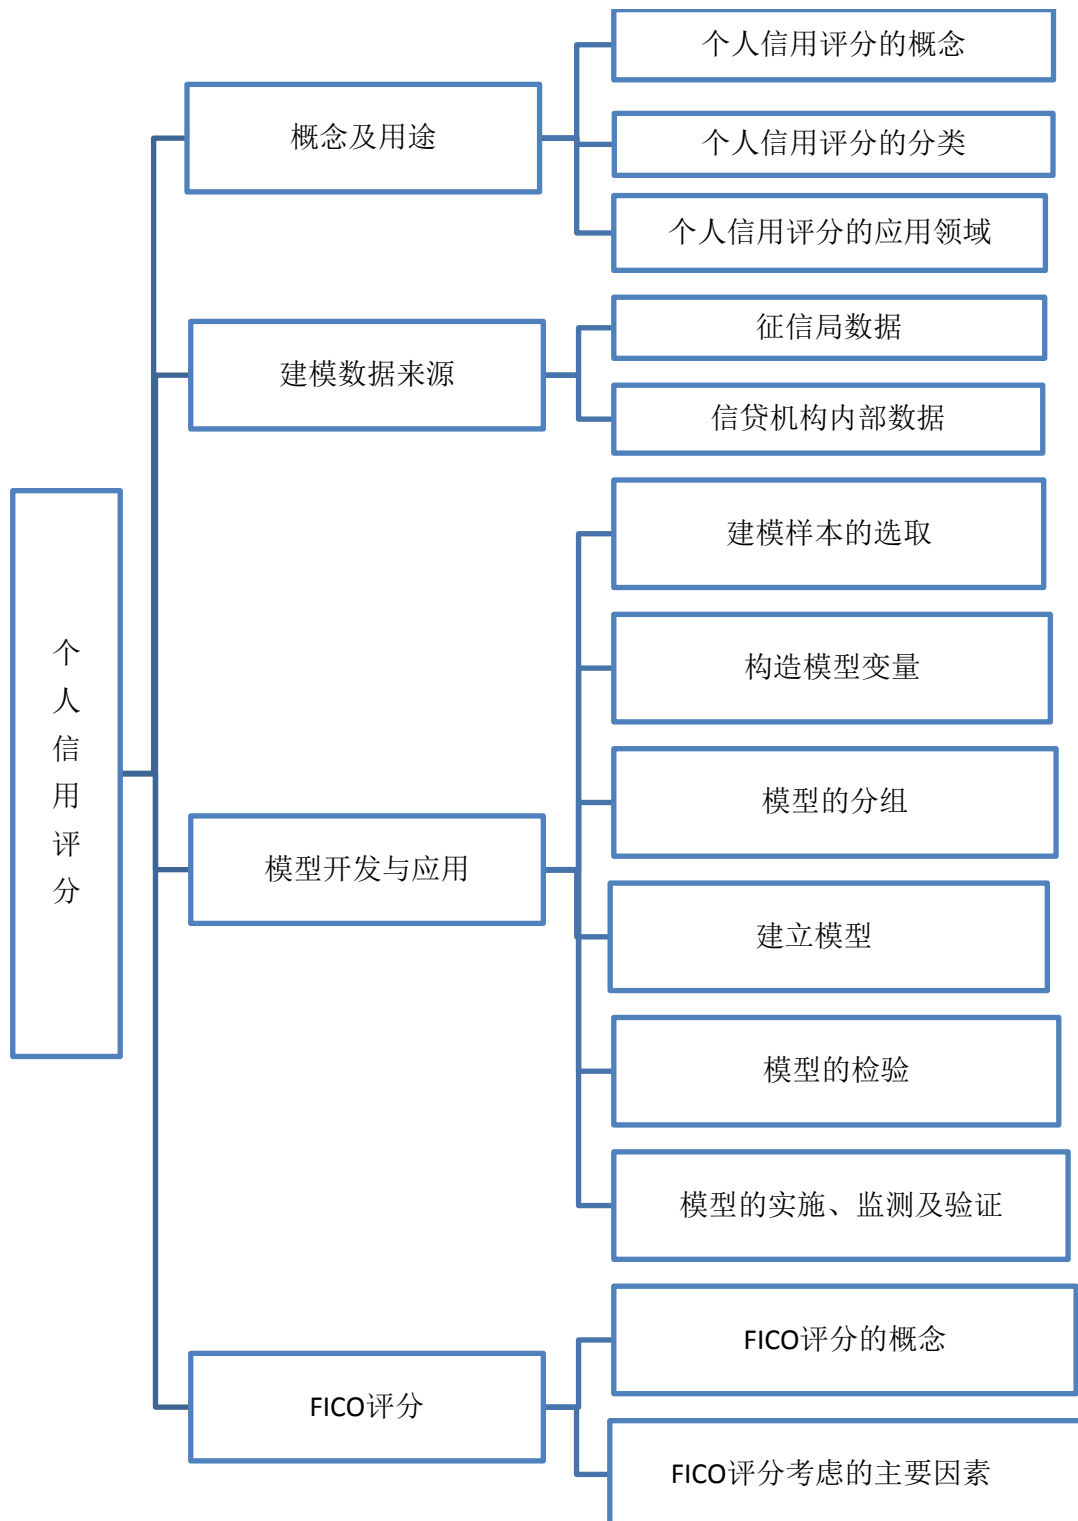 个人信用评分
概念及用途
个人信用评分的概念
个人信用评分的分类
个人信用评分的应用领域
建模数据来源
征信局数据
信贷机构内部数据
模型开发与应用
建模样本的选取
构造模型变量
模型的分组
建立模型
模型的检验
模型的实施、监测及验证
FICO评分
FICO评分的概念
FICO评分考虑的主要因素